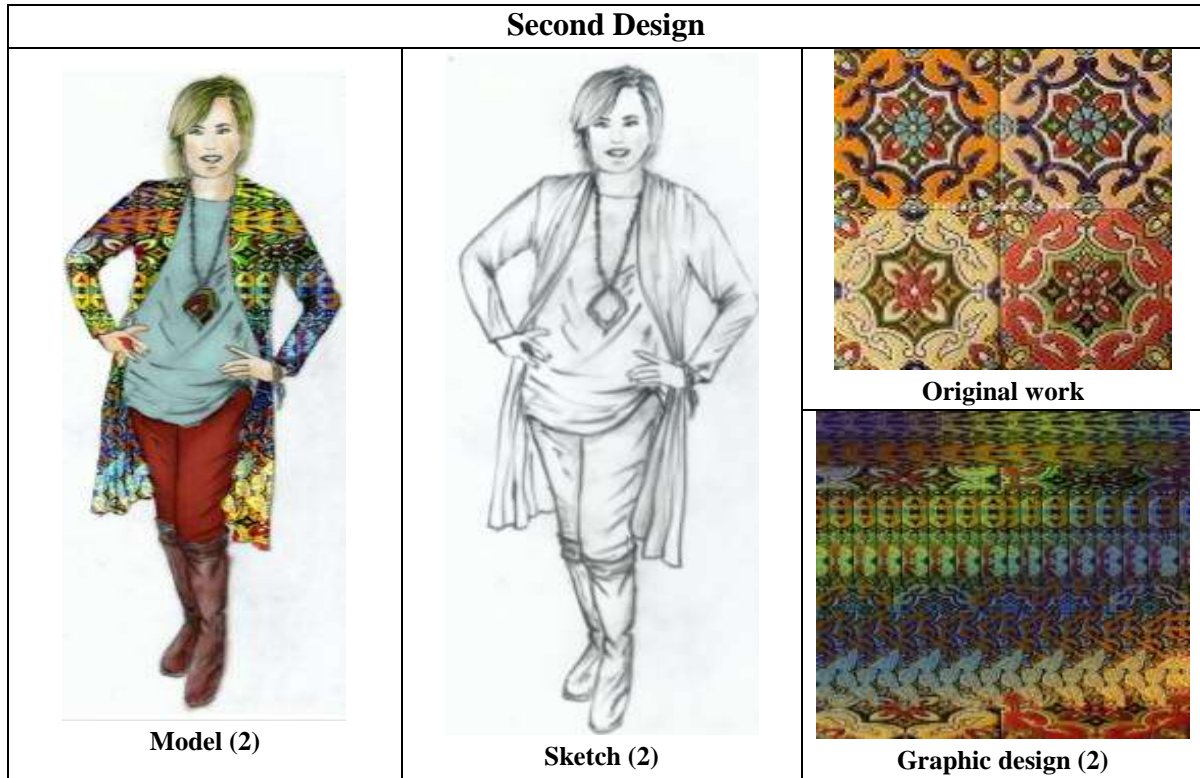 Second Design
Model (2)
Sketch (2)
Original work
Graphic design (2)